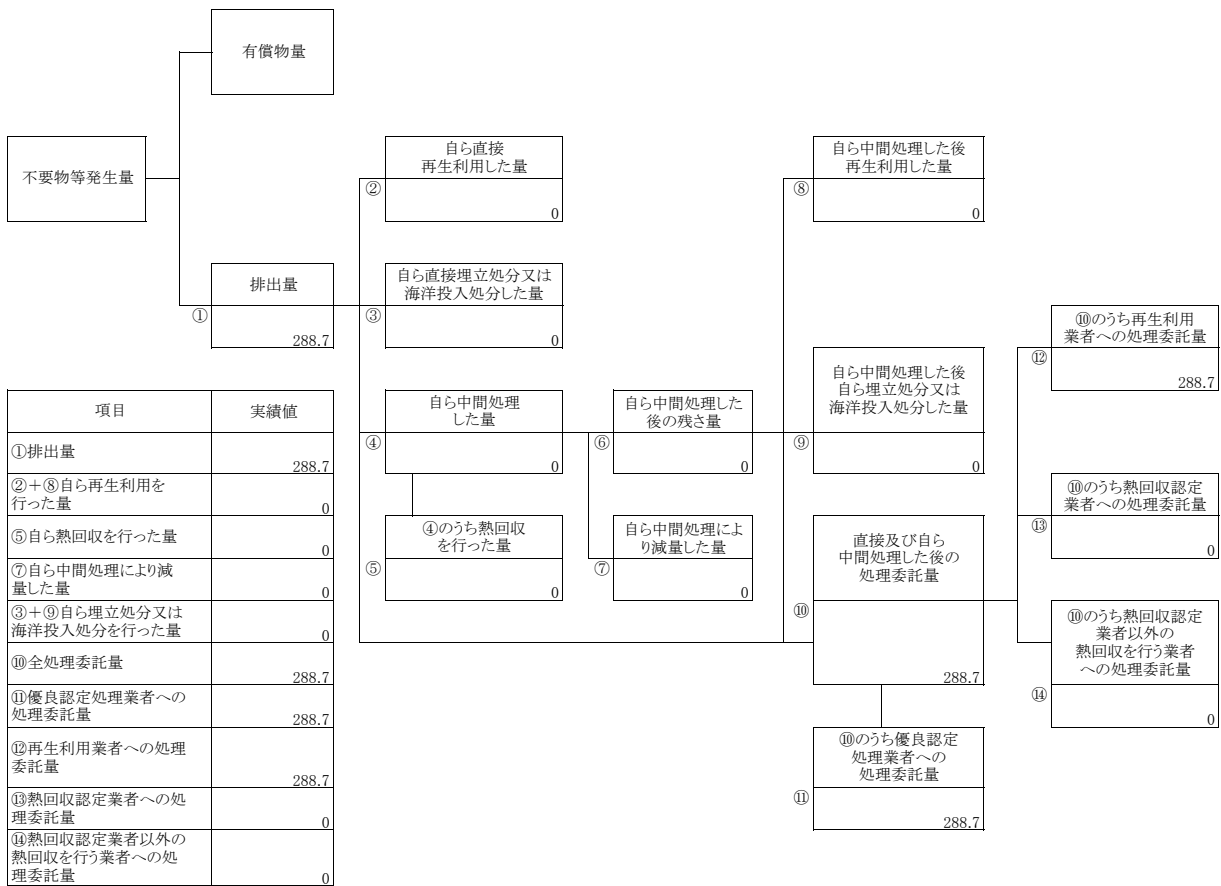 有償物量
不要物等発生量
自ら直接
再生利用した量
②
0
自ら中間処理した後
再生利用した量
⑧
0
排出量
①
288.7
自ら直接埋立処分又は
海洋投入処分した量
③
0
⑩のうち再生利用
業者への処理委託量
⑫
288.7
自ら中間処理
した量
④
0
自ら中間処理した
後の残さ量
⑥
0
自ら中間処理した後
自ら埋立処分又は
海洋投入処分した量
⑨
0
⑩のうち熱回収認定
業者への処理委託量
⑬
0
④のうち熱回収
を行った量
⑤
0
自ら中間処理によ
り減量した量
⑦
0
直接及び自ら
中間処理した後の
処理委託量
⑩
288.7
⑩のうち熱回収認定
業者以外の
熱回収を行う業者
への処理委託量
⑭
0
⑩のうち優良認定
処理業者への
処理委託量
⑪
288.7
項目 実績値
①排出量
288.7
②+⑧自ら再生利用を
行った量
0
⑤自ら熱回収を行った量
0
⑦自ら中間処理により減
量した量
0
③+⑨自ら埋立処分又は
海洋投入処分を行った量
0
⑩全処理委託量
288.7
⑪優良認定処理業者への
処理委託量
288.7
⑫再生利用業者への処理
委託量
288.7
⑬熱回収認定業者への処
理委託量
0
⑭熱回収認定業者以外の
熱回収を行う業者への処
理委託量
0